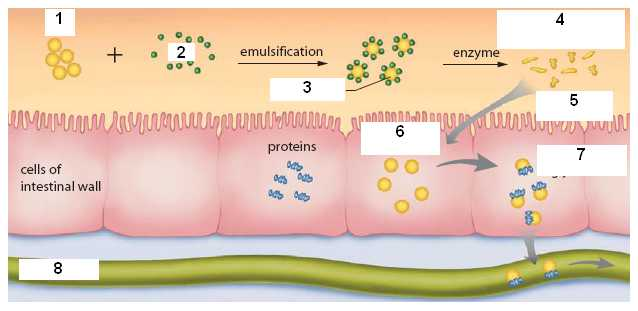 1
4
2
+
emulsification
enzyme
3
5
6
7
proteins
cells of
intestinal wall
8